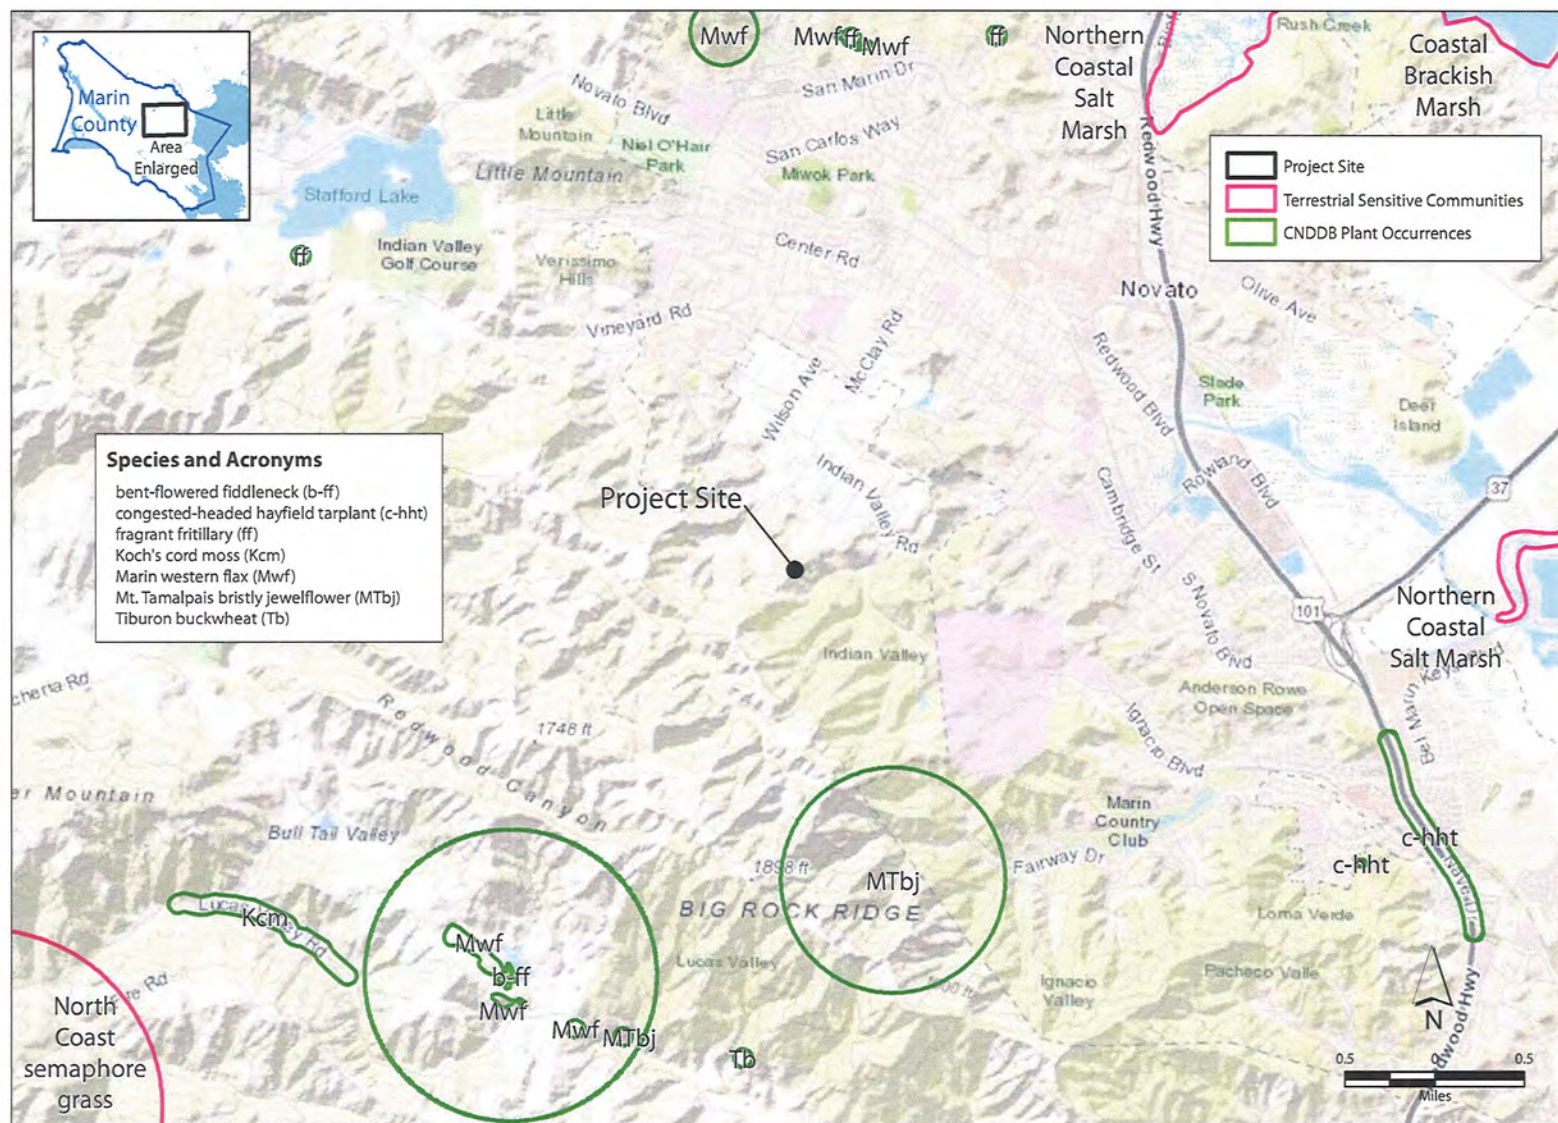 Mwf
Mwf
ff
Mwf
ff
Northern
Coastal
Salt
Marsh
Rush Creek
Coastal
Brackish
Marsh
Marin
County
Area
Enlarged
San Marin Dr
Novato Blvd
Little
Mountain
Niel O'Hair
Park
San Carlos Way
Miwok Park
Little Mountain
Stafford Lake
Redwood Hwy
Project Site
Terrestrial Sensitive Communities
CNDDB Plant Occurrences
ff
Indian Valley
Golf Course
Verissimo
Hills
Center Rd
Novato
Olive Ave
Vineyard Rd
Wilson Ave
McClay Rd
Redwood Blvd
Slade
Park
Deer
Island
Species and Acronyms
bent-flowered fiddleneck (b-ff)
congested-headed hayfield tarplant (c-hht)
fragrant fritillary (ff)
Koch's cord moss (Kcm)
Marin western flax (Mwf)
Mt. Tamalpais bristly jewelflower (MTbj)
Tiburon buckwheat (Tb)
Project Site
Indian Valley Rd
Cambridge St
Rowland Blvd
37
S Novato Blvd
101
Northern
Coastal
Salt Marsh
Indian Valley
Anderson Rowe
Open Space
Bel Marin Keys
Ignacio Blvd
Redwood Canyon
1748 ft
Bull Tail Valley
Marin
Country
Club
Fairway Dr
c-hht
c-hht
1898 ft
MTbj
BIG ROCK RIDGE
Loma Verde
Lucas Valley Rd
Kcm
Mwf
b-ff
Mwf
Lucas Valley
Mwf
MTbj
Tb
Ignacio
Valley
Pacheco Valle
North
Coast
semaphore
grass
N
Redwood Hwy
0.5
0
0.5
Miles